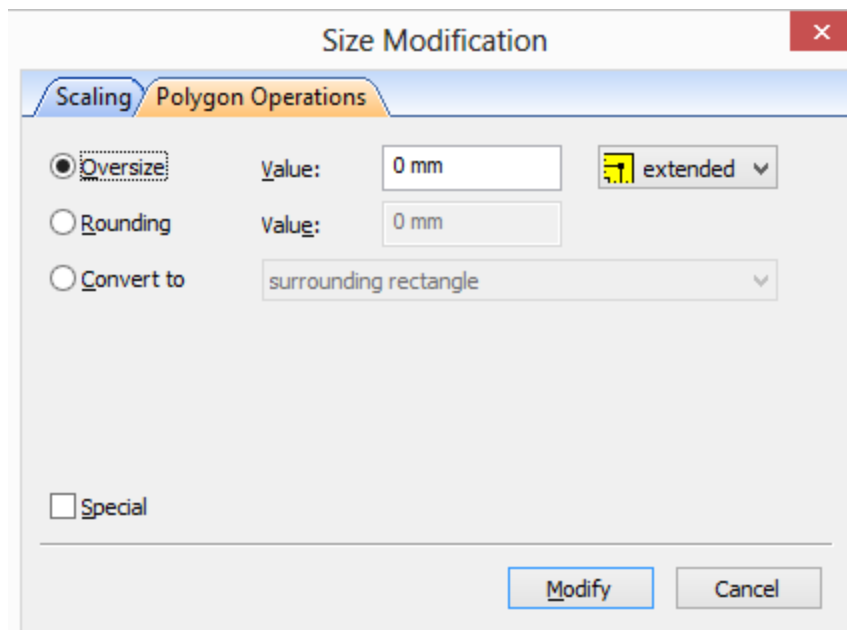 Size Modification
Scaling Polygon Operations
Oversize Value: 0 mm extended
Rounding Value: 0 mm
Convert to surrounding rectangle
Special
Modify Cancel